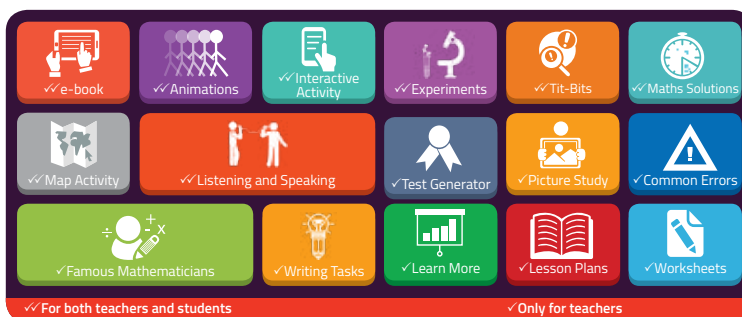 ✓✓e-book
✓✓Animations
✓✓Interactive
Activity
✓✓Experiments
✓✓Tit-Bits
✓✓Maths Solutions
✓✓Map Activity
✓✓Listening and Speaking
✓Test Generator
✓Picture Study
✓Common Errors
✓Famous Mathematicians
✓Writing Tasks
✓Learn More
✓Lesson Plans
✓Worksheets
✓✓For both teachers and students
✓Only for teachers